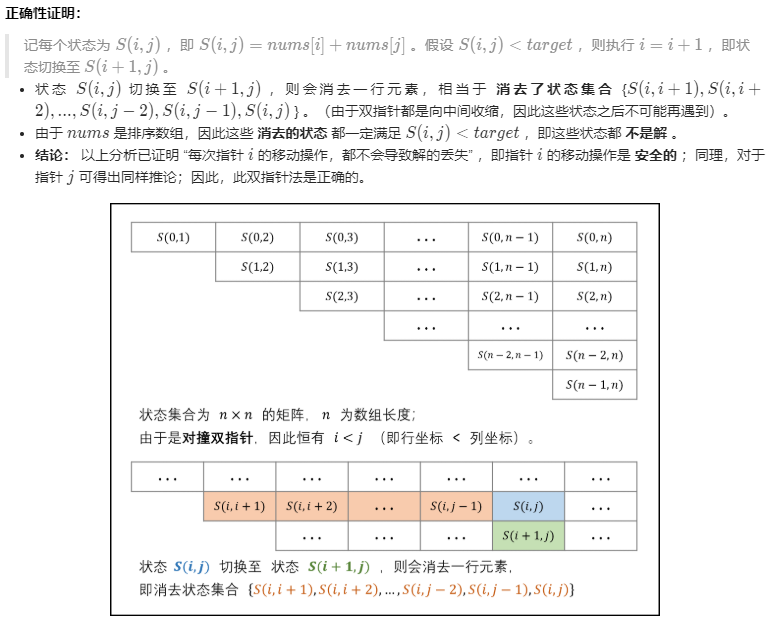 正确性证明:
记每个状态为 S(i, j) ，即 S(i, j) = nums[i] + nums[j] 。假设 S(i, j) < target ，则执行 i = i + 1 ，即状
态切换至 S(i + 1, j) 。
• 状态 S(i, j) 切换至 S(i + 1, j) ，则会消去一行元素，相当于 消去了状态集合 {S(i, i + 1), S(i, i +
2), ..., S(i, j − 2), S(i, j − 1), S(i, j) } 。（由于双指针都是向中间收缩，因此这些状态之后不可能再遇到）。
• 由于 nums 是排序数组，因此这些 消去的状态 都一定满足 S(i, j) < target ，即这些状态都 不是解 。
• 结论： 以上分析已证明 “每次指针 i 的移动操作，都不会导致解的丢失” ，即指针 i 的移动操作是 安全的 ；同理，对于
指针 j 可得出同样推论；因此，此双指针法是正确的。
S(0,1) S(0,2) S(0,3) ... S(0, n − 1) S(0, n)
S(1,2) S(1,3) ... S(1, n − 1) S(1, n)
S(2,3) ... S(2, n − 1) S(2, n)
... ... ...
S(n − 2, n − 1) S(n − 2, n)
S(n − 1, n)
状态集合为 n × n 的矩阵，n 为数组长度；
由于是对撞双指针，因此恒有 i < j （即行坐标 < 列坐标）。
... ... ... ... ... ... ...
S(i, i + 1) S(i, i + 2) ... S(i, j − 1) S(i, j) ...
... ... ... S(i + 1, j) ...
状态 S(i, j) 切换至 状态 S(i + 1, j) ，则会消去一行元素，
即消去状态集合 {S(i, i + 1), S(i, i + 2), ..., S(i, j − 2), S(i, j − 1), S(i, j)}